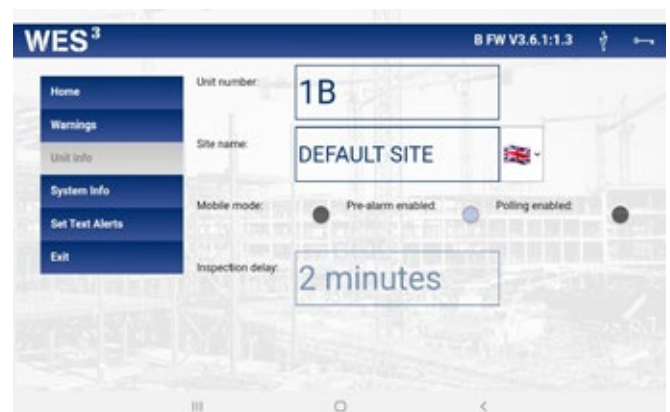 WES³
B FW V3.6.1:1.3
Home
Warnings
Unit Info
System Info
Set Text Alerts
Exit
Unit number:
1B
Site name:
DEFAULT SITE
Mobile mode:
Pre-alarm enabled:
Polling enabled:
Inspection delay:
2 minutes